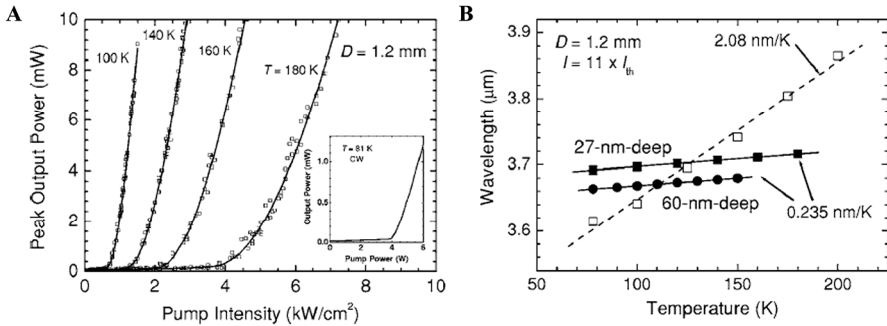 A
100 K
140 K
160 K
T = 180 K
D = 1.2 mm
10
8
6
4
2
0
Peak Output Power (mW)
0 2 4 6 8 10
Pump Intensity (kW/cm²)
T = 81 K
CW
1.0
0.5
0.0
Output Power (mW)
0 2 4 6
Pump Power (W)
B
D = 1.2 mm
I = 11 x Ith
2.08 nm/K
27-nm-deep
60-nm-deep
0.235 nm/K
3.9
3.8
3.7
3.6
Wavelength (μm)
50 100 150 200
Temperature (K)